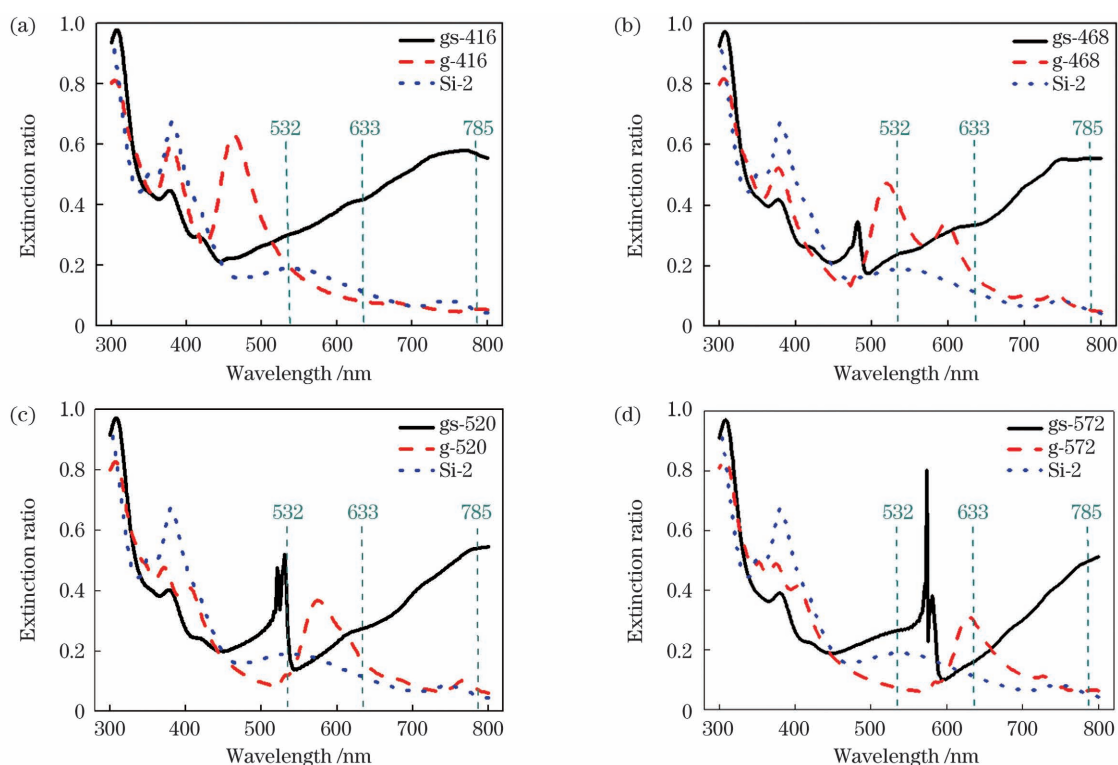 (a)
gs-416
g-416
Si-2
532
633
785
1.0
0.8
0.6
0.4
0.2
0
Extinction ratio
300 400 500 600 700 800
Wavelength /nm
(b)
gs-468
g-468
Si-2
532
633
785
1.0
0.8
0.6
0.4
0.2
0
Extinction ratio
300 400 500 600 700 800
Wavelength /nm
(c)
gs-520
g-520
Si-2
532
633
785
1.0
0.8
0.6
0.4
0.2
0
Extinction ratio
300 400 500 600 700 800
Wavelength /nm
(d)
gs-572
g-572
Si-2
532
633
785
1.0
0.8
0.6
0.4
0.2
0
Extinction ratio
300 400 500 600 700 800
Wavelength /nm